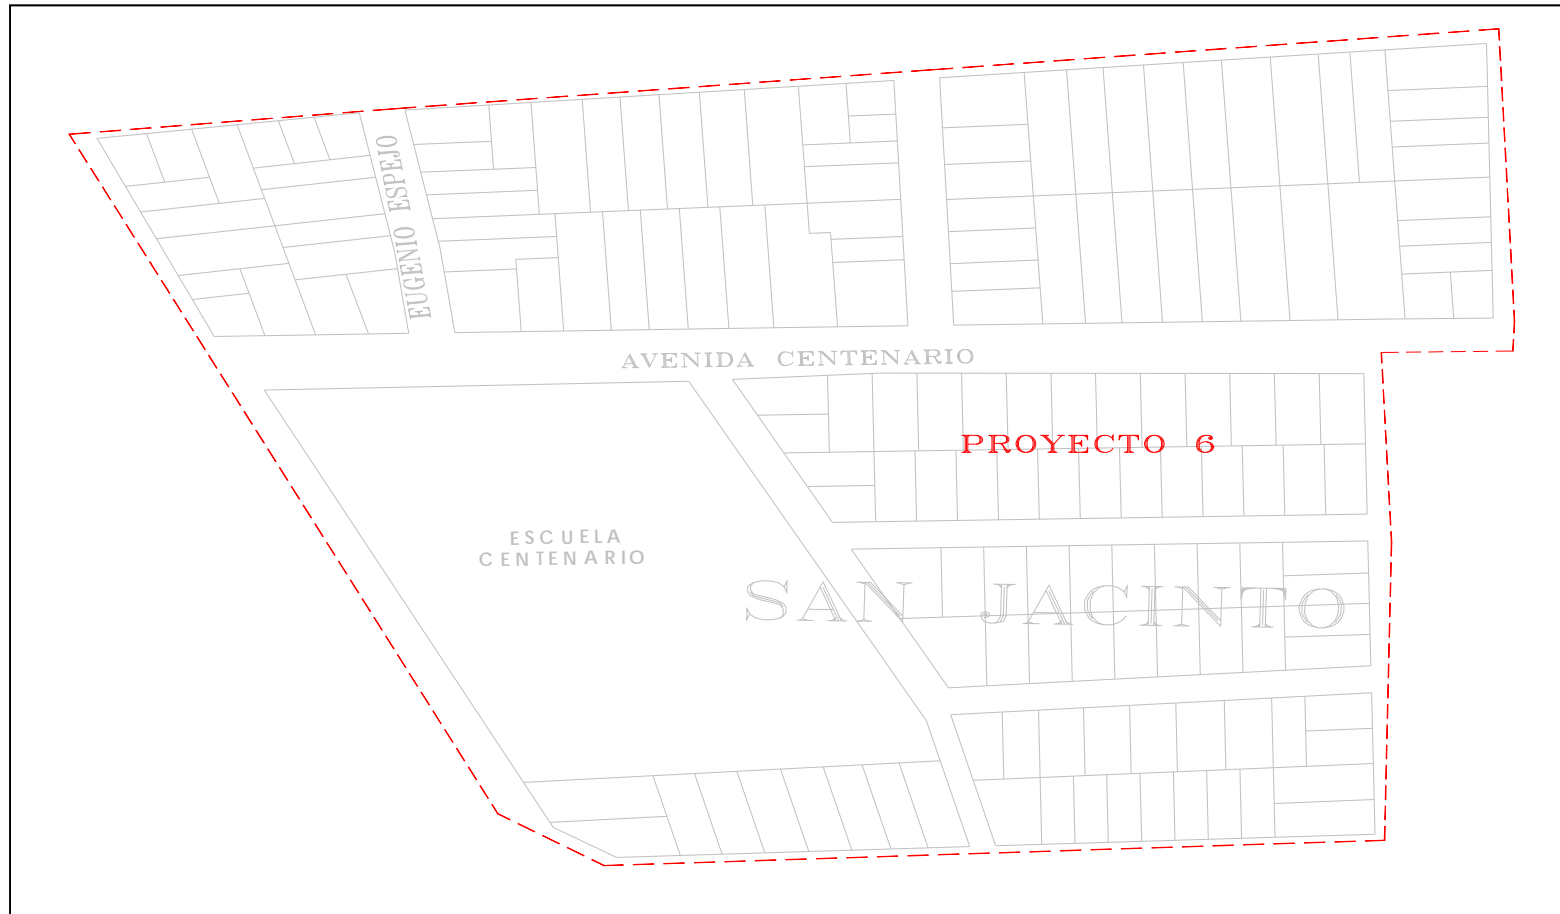 EUGENIO ESPEJO
AVENIDA CENTENARIO
PROYECTO 6
ESCUELA
CENTENARIO
SAN JACINTO